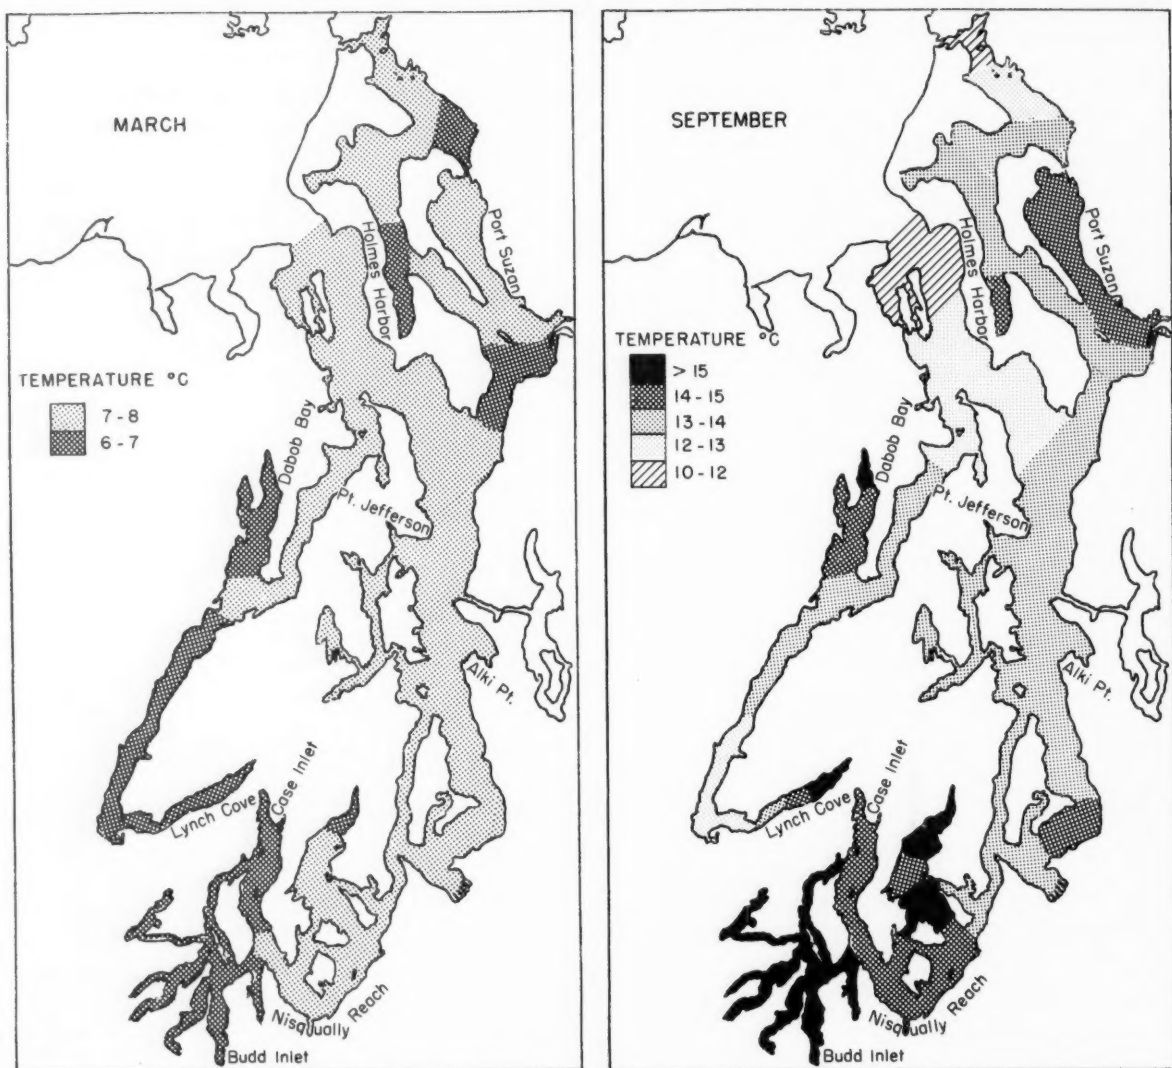 MARCH
Port Suzan
Holmes Harbor
TEMPERATURE °C
7 - 8
6 - 7
Dabob Bay
Pt. Jefferson
Alki Pt.
Case Inlet
Lynch Cove
Nisqually Reach
Budd Inlet
SEPTEMBER
Port Suzan
Holmes Harbor
TEMPERATURE °C
> 15
14 - 15
13 - 14
12 - 13
10 - 12
Dabob Bay
Pt. Jefferson
Alki Pt.
Case Inlet
Lynch Cove
Nisqually Reach
Budd Inlet